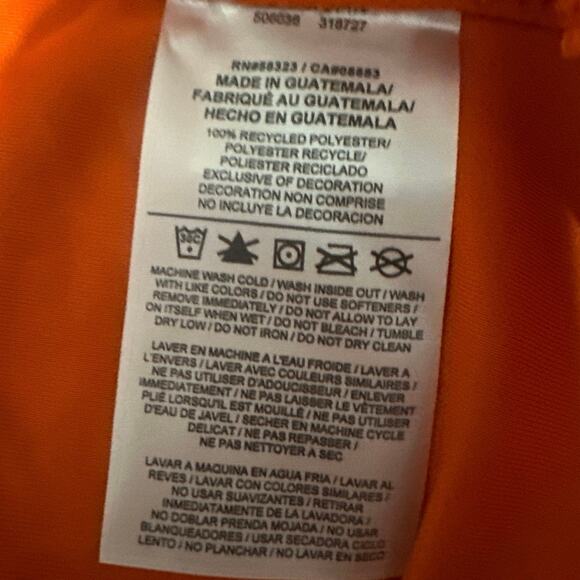 506036 318727
RN#56323 / CA#05553
MADE IN GUATEMALA/
FABRIQUÉ AU GUATEMALA/
HECHO EN GUATEMALA
100% RECYCLED POLYESTER/
POLYESTER RECYCLE/
POLIESTER RECICLADO
EXCLUSIVE OF DECORATION
DECORATION NON COMPRISE
NO INCLUYE LA DECORACION
30C
MACHINE WASH COLD / WASH INSIDE OUT / WASH
WITH LIKE COLORS / DO NOT USE SOFTENERS /
REMOVE IMMEDIATELY / DO NOT ALLOW TO LAY
ON ITSELF WHEN WET / DO NOT BLEACH / TUMBLE
DRY LOW / DO NOT IRON / DO NOT DRY CLEAN
LAVER EN MACHINE A L'EAU FROIDE / LAVER A
L'ENVERS / LAVER AVEC COULEURS SIMILAIRES /
NE PAS UTILISER D'ADOUCISSEUR / ENLEVER
IMMEDIATEMENT / NE PAS LAISSER LE VÊTEMENT
PLIÉ LORSQU'IL EST MOUILLÉ / NE PAS UTILISER
D'EAU DE JAVEL / SECHER EN MACHINE CYCLE
DELICAT / NE PAS REPASSER /
NE PAS NETTOYER A SEC
LAVAR A MAQUINA EN AGUA FRIA / LAVAR AL
REVES / LAVAR CON COLORES SIMILARES /
NO USAR SUAVIZANTES / RETIRAR
INMEDIATAMENTE DE LA LAVADORA /
NO DOBLAR PRENDA MOJADA / NO USAR
BLANQUEADORES / USAR SECADORA CICLO
LENTO / NO PLANCHAR / NO LAVAR EN SECO